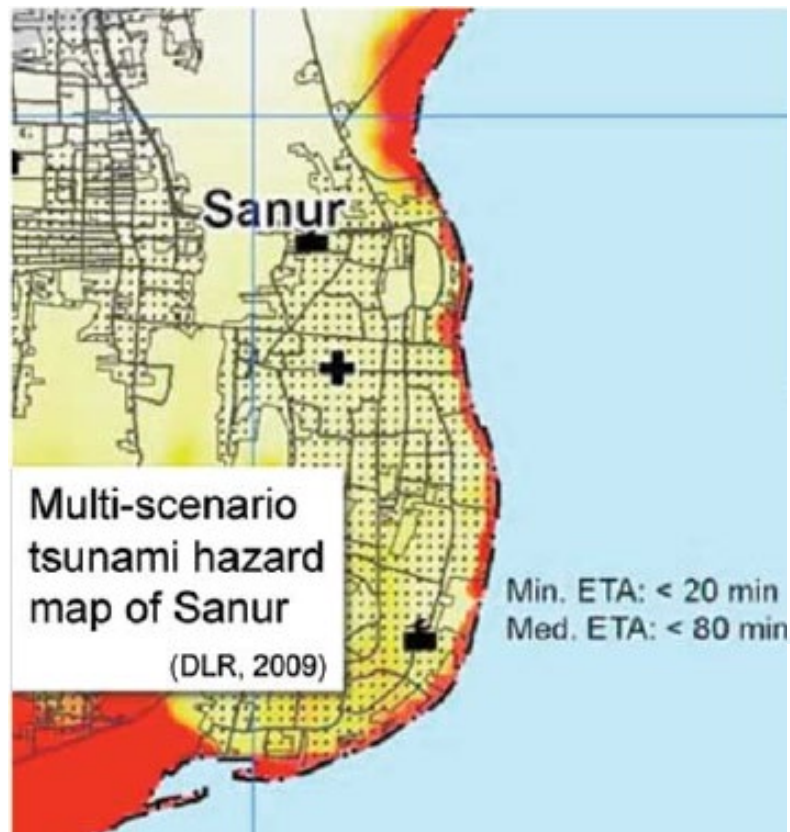 Sanur
Multi-scenario
tsunami hazard
map of Sanur
(DLR, 2009)
Min. ETA: < 20 min
Med. ETA: < 80 min